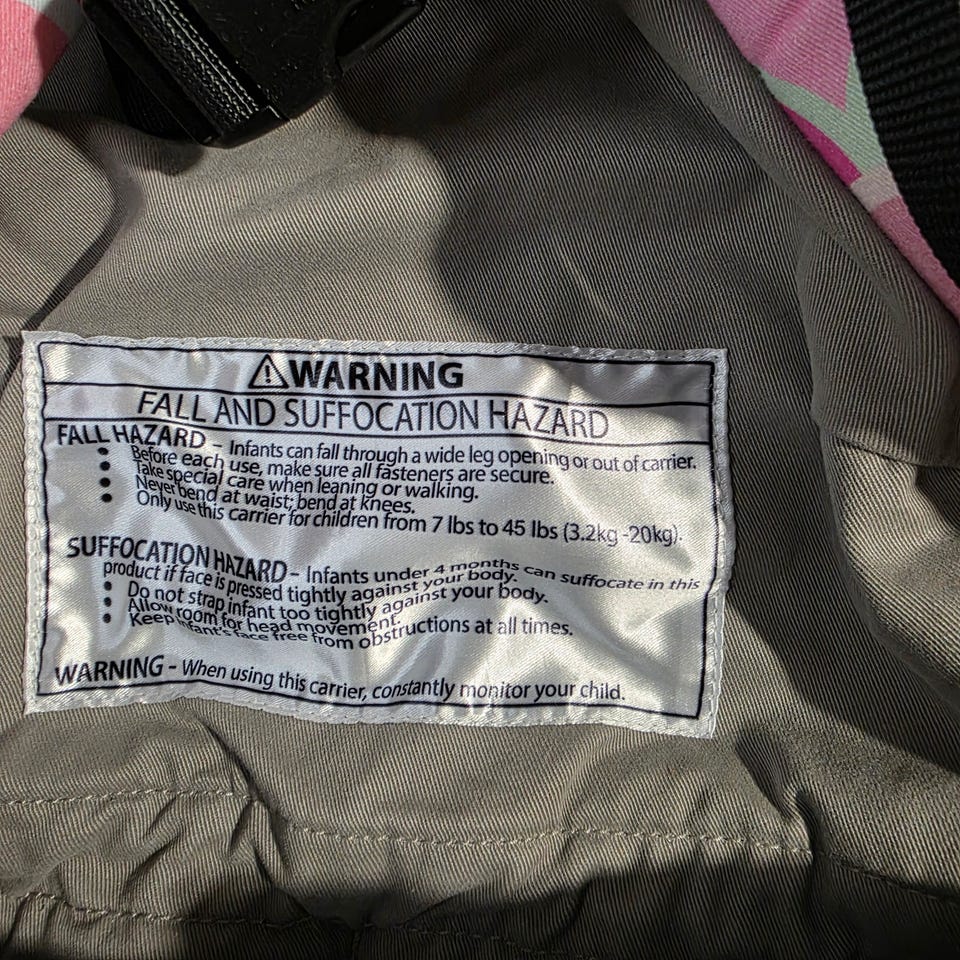 ⚠WARNING
FALL AND SUFFOCATION HAZARD
FALL HAZARD – Infants can fall through a wide leg opening or out of carrier.
• Before each use, make sure all fasteners are secure.
• Take special care when leaning or walking.
• Never bend at waist; bend at knees.
• Only use this carrier for children from 7 lbs to 45 lbs (3.2kg -20kg).
SUFFOCATION HAZARD – Infants under 4 months can suffocate in this
product if face is pressed tightly against your body.
• Do not strap infant too tightly against your body.
• Allow room for head movement.
• Keep infant's face free from obstructions at all times.
WARNING - When using this carrier, constantly monitor your child.